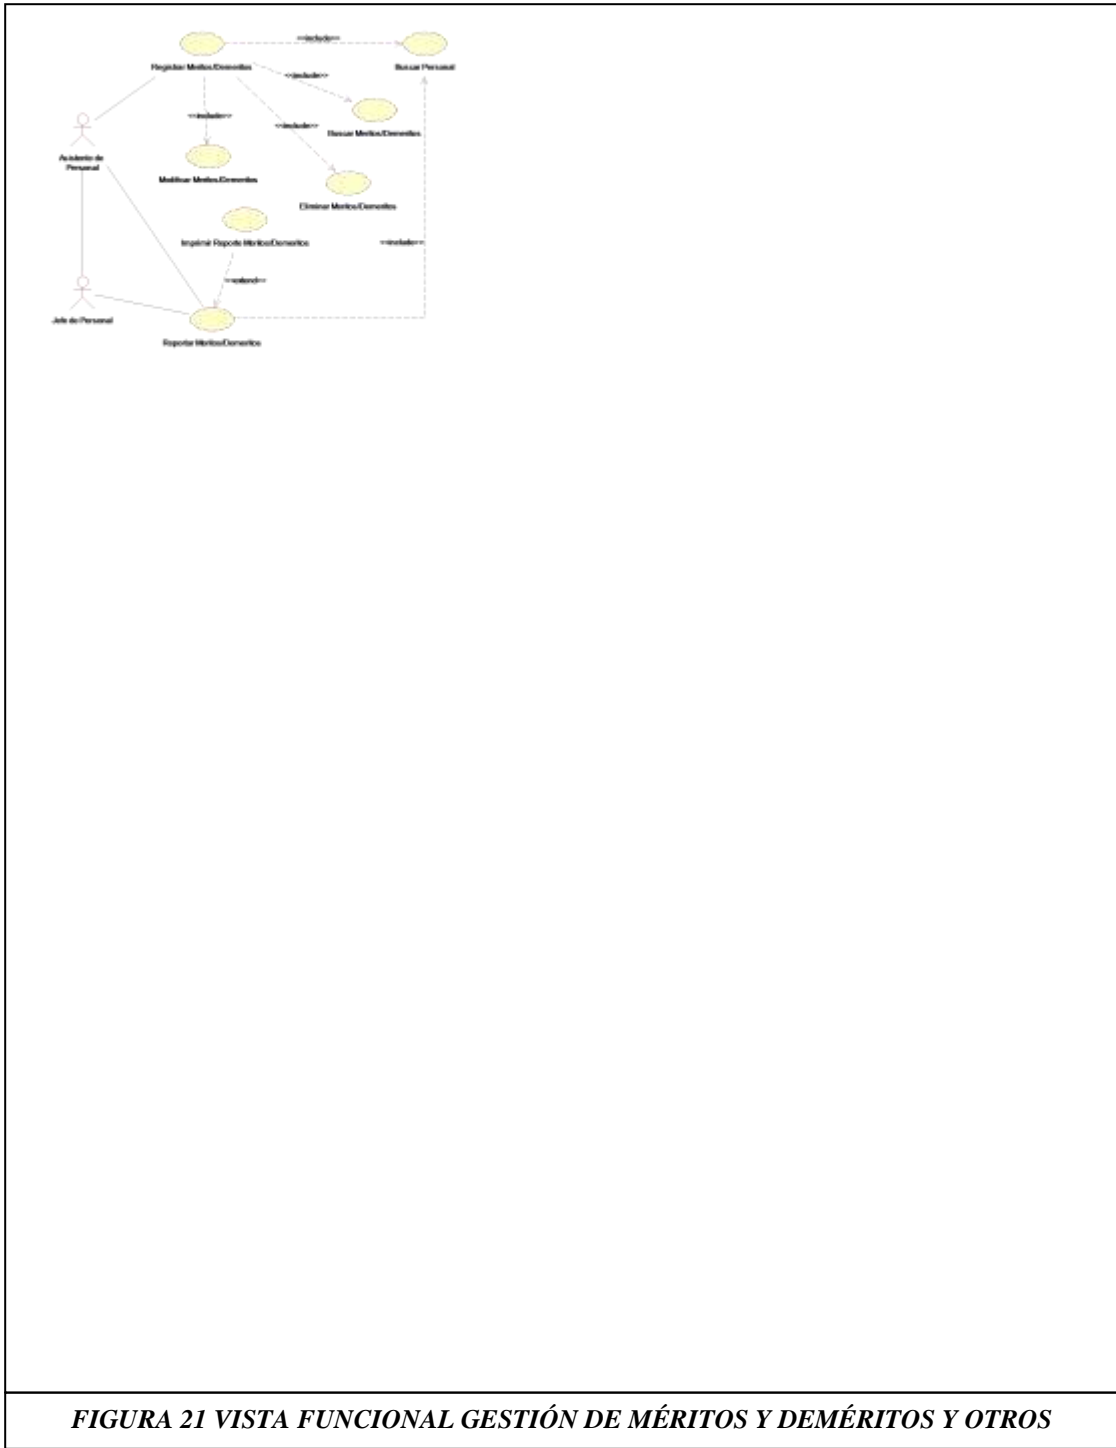 <<include>>
Registrar Meritos/Demeritos
Buscar Personal
<<include>>
<<include>>
<<include>>
Buscar Meritos/Demeritos
Asistente de
Personal
Modificar Meritos/Demeritos
Eliminar Meritos/Demeritos
Imprimir Reporte Meritos/Demeritos
<<include>>
<<extend>>
Jefe de Personal
Reportar Meritos/Demeritos
FIGURA 21 VISTA FUNCIONAL GESTIÓN DE MÉRITOS Y DEMÉRITOS Y OTROS